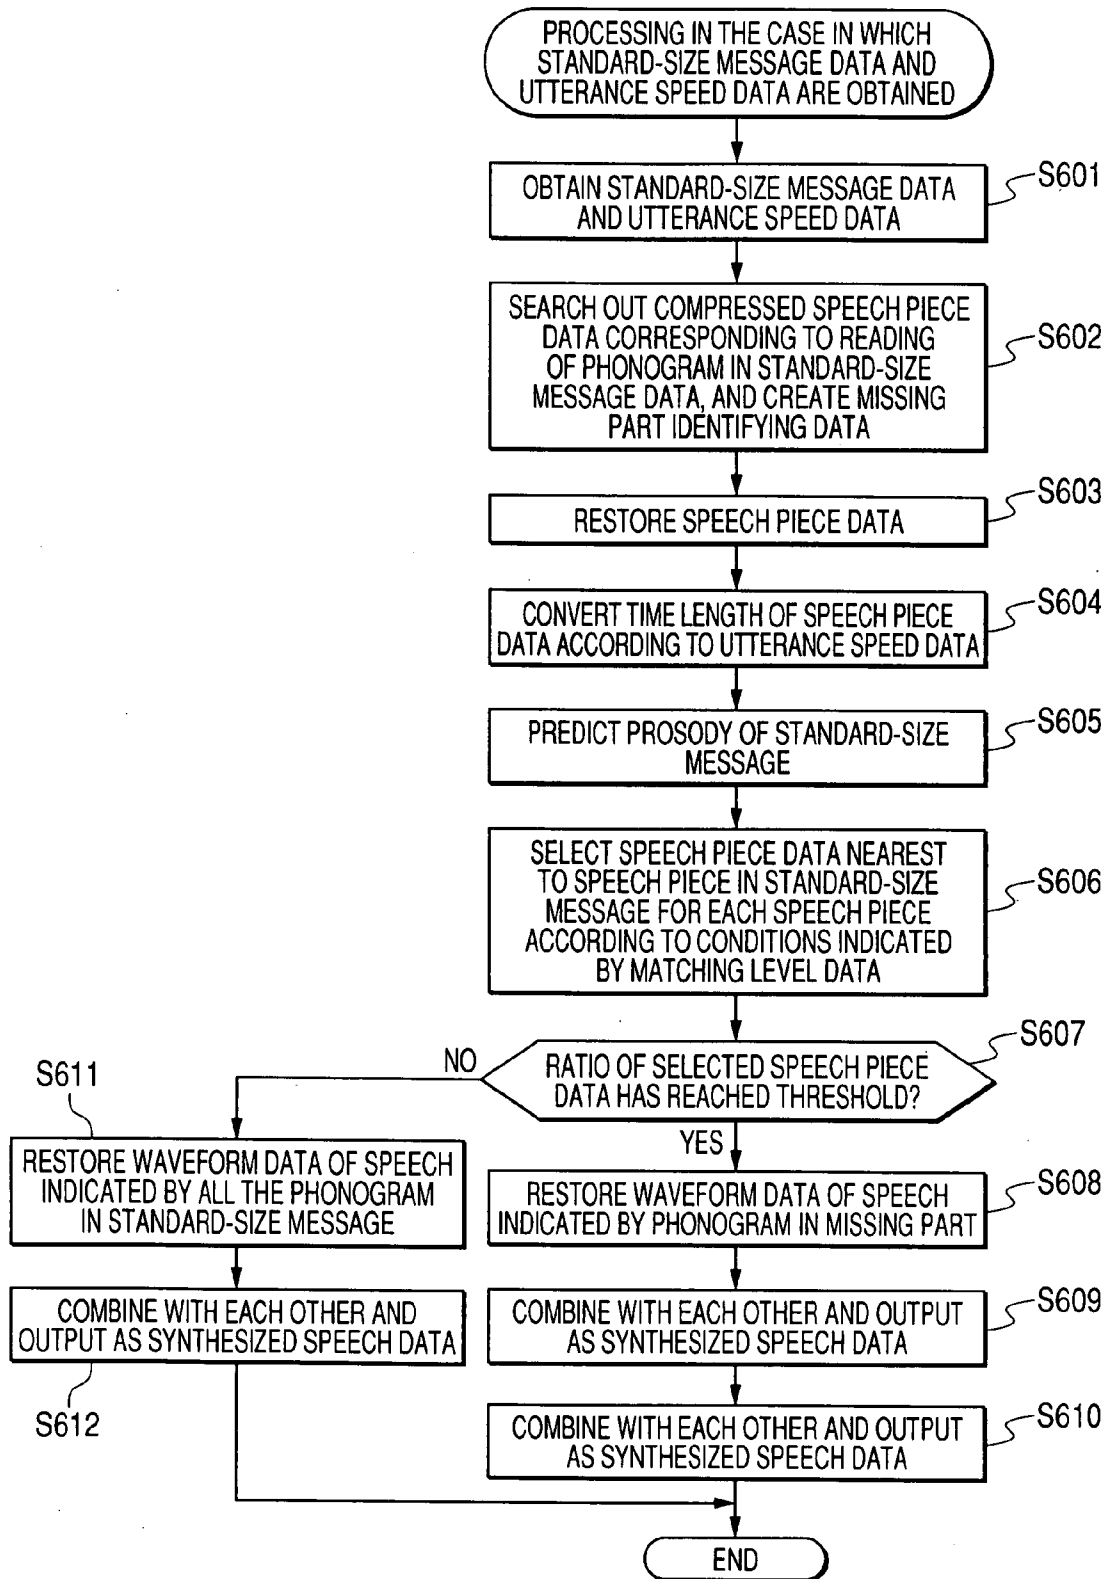 PROCESSING IN THE CASE IN WHICH
STANDARD-SIZE MESSAGE DATA AND
UTTERANCE SPEED DATA ARE OBTAINED
S601
OBTAIN STANDARD-SIZE MESSAGE DATA
AND UTTERANCE SPEED DATA
S602
SEARCH OUT COMPRESSED SPEECH PIECE
DATA CORRESPONDING TO READING
OF PHONOGRAM IN STANDARD-SIZE
MESSAGE DATA, AND CREATE MISSING
PART IDENTIFYING DATA
S603
RESTORE SPEECH PIECE DATA
S604
CONVERT TIME LENGTH OF SPEECH PIECE
DATA ACCORDING TO UTTERANCE SPEED DATA
S605
PREDICT PROSODY OF STANDARD-SIZE
MESSAGE
S606
SELECT SPEECH PIECE DATA NEAREST
TO SPEECH PIECE IN STANDARD-SIZE
MESSAGE FOR EACH SPEECH PIECE
ACCORDING TO CONDITIONS INDICATED
BY MATCHING LEVEL DATA
S607
RATIO OF SELECTED SPEECH PIECE
DATA HAS REACHED THRESHOLD?
NO
YES
S611
RESTORE WAVEFORM DATA OF SPEECH
INDICATED BY ALL THE PHONOGRAM
IN STANDARD-SIZE MESSAGE
S608
RESTORE WAVEFORM DATA OF SPEECH
INDICATED BY PHONOGRAM IN MISSING PART
COMBINE WITH EACH OTHER AND
OUTPUT AS SYNTHESIZED SPEECH DATA
S612
S609
COMBINE WITH EACH OTHER AND OUTPUT
AS SYNTHESIZED SPEECH DATA
S610
COMBINE WITH EACH OTHER AND OUTPUT
AS SYNTHESIZED SPEECH DATA
END